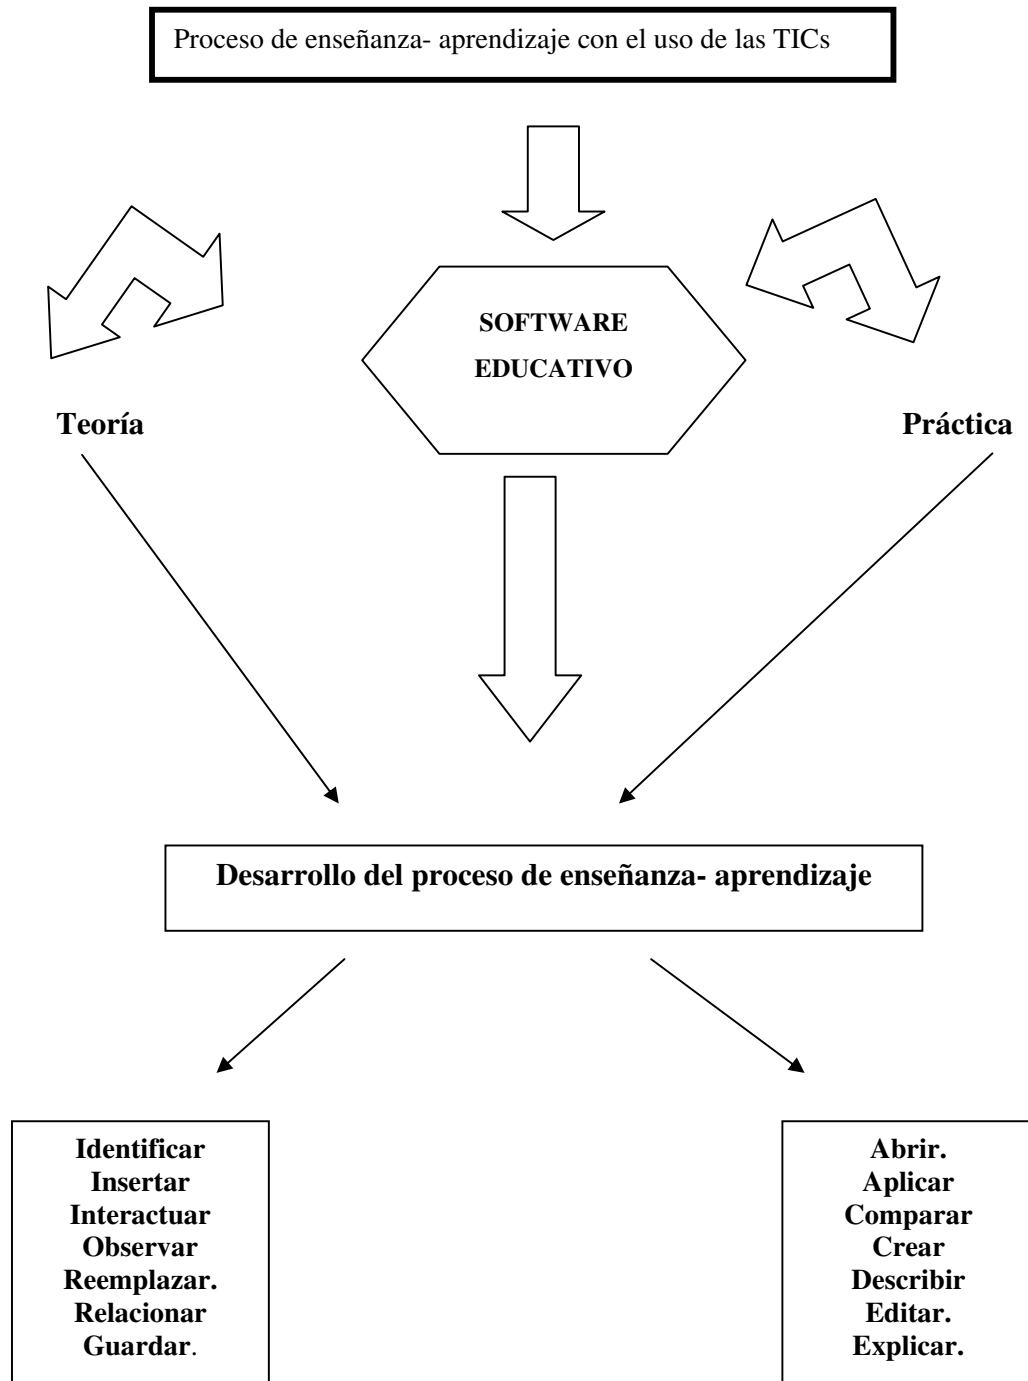 Proceso de enseñanza- aprendizaje con el uso de las TICs
SOFTWARE
EDUCATIVO
Teoría
Práctica
Desarrollo del proceso de enseñanza- aprendizaje
Identificar
Insertar
Interactuar
Observar
Reemplazar.
Relacionar
Guardar.
Abrir.
Aplicar
Comparar
Crear
Describir
Editar.
Explicar.